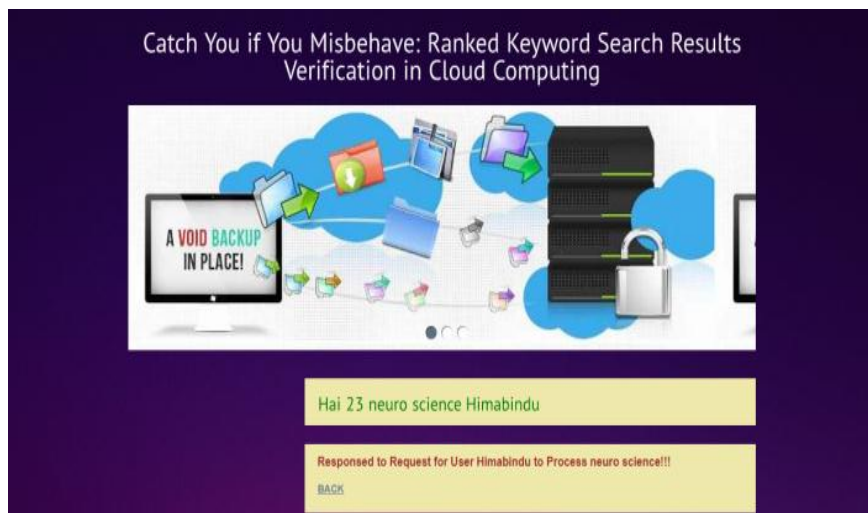 Catch You if You Misbehave: Ranked Keyword Search Results
Verification in Cloud Computing
A VOID BACKUP
IN PLACE!
Hai 23 neuro science Himabindu
Responsed to Request for User Himabindu to Process neuro science!!!
BACK